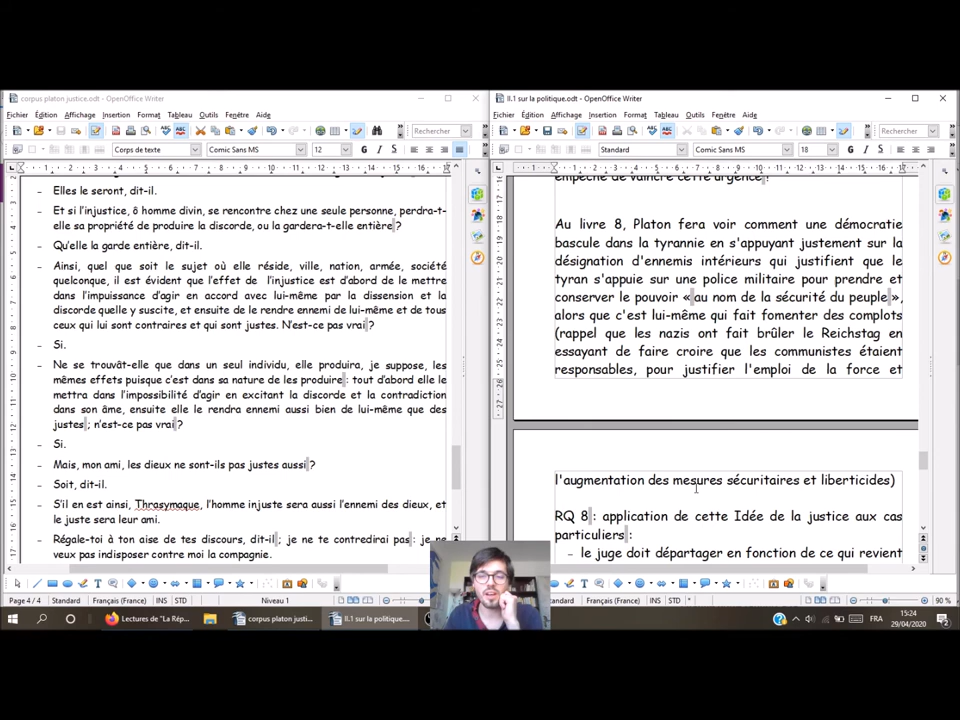 corpus platon justice.odt - OpenOffice Writer
Fichier Édition Affichage Insertion Format Tableau Outils Fenêtre Aide
Rechercher
Corps de texte Comic Sans MS 12 G I S
– Elles le seront, dit-il.
– Et si l'injustice, ô homme divin, se rencontre chez une seule personne, perdra-t-
elle sa propriété de produire la discorde, ou la gardera-t-elle entière ?
– Qu'elle la garde entière, dit-il.
– Ainsi, quel que soit le sujet où elle réside, ville, nation, armée, société
quelconque, il est évident que l'effet de l'injustice est d'abord de le mettre
dans l'impuissance d'agir en accord avec lui-même par la dissension et la
discorde quelle y suscite, et ensuite de le rendre ennemi de lui-même et de tous
ceux qui lui sont contraires et qui sont justes. N'est-ce pas vrai ?
– Si.
– Ne se trouvât-elle que dans un seul individu, elle produira, je suppose, les
mêmes effets puisque c'est dans sa nature de les produire : tout d'abord elle le
mettra dans l'impossibilité d'agir en excitant la discorde et la contradiction
dans son âme, ensuite elle le rendra ennemi aussi bien de lui-même que des
justes ; n'est-ce pas vrai ?
– Si.
– Mais, mon ami, les dieux ne sont-ils pas justes aussi ?
– Soit, dit-il.
– S'il en est ainsi, Thrasymaque, l'homme injuste sera aussi l'ennemi des dieux, et
le juste sera leur ami.
– Régale-toi à ton aise de tes discours, dit-il ; je ne te contredirai pas : je ne
veux pas indisposer contre moi la compagnie.
Page 4 / 4 Standard Français (France) INS STD Niveau 1
II.1 sur la politique.odt - OpenOffice Writer
Fichier Édition Affichage Insertion Format Tableau Outils Fenêtre Aide
Rechercher
Standard Comic Sans MS 18 G I S
empêche de vaincre cette urgence !
Au livre 8, Platon fera voir comment une démocratie
bascule dans la tyrannie en s'appuyant justement sur la
désignation d'ennemis intérieurs qui justifient que le
tyran s'appuie sur une police militaire pour prendre et
conserver le pouvoir « au nom de la sécurité du peuple »,
alors que c'est lui-même qui fait fomenter des complots
(rappel que les nazis ont fait brûler le Reichstag en
essayant de faire croire que les communistes étaient
responsables, pour justifier l'emploi de la force et
l'augmentation des mesures sécuritaires et liberticides)
RQ 8 : application de cette Idée de la justice aux cas
particuliers :
– le juge doit départager en fonction de ce qui revient
Français (France) INS STD * 90 %
Lectures de "La Rép... corpus platon justi... II.1 sur la politique... FRA 15:24
29/04/2020